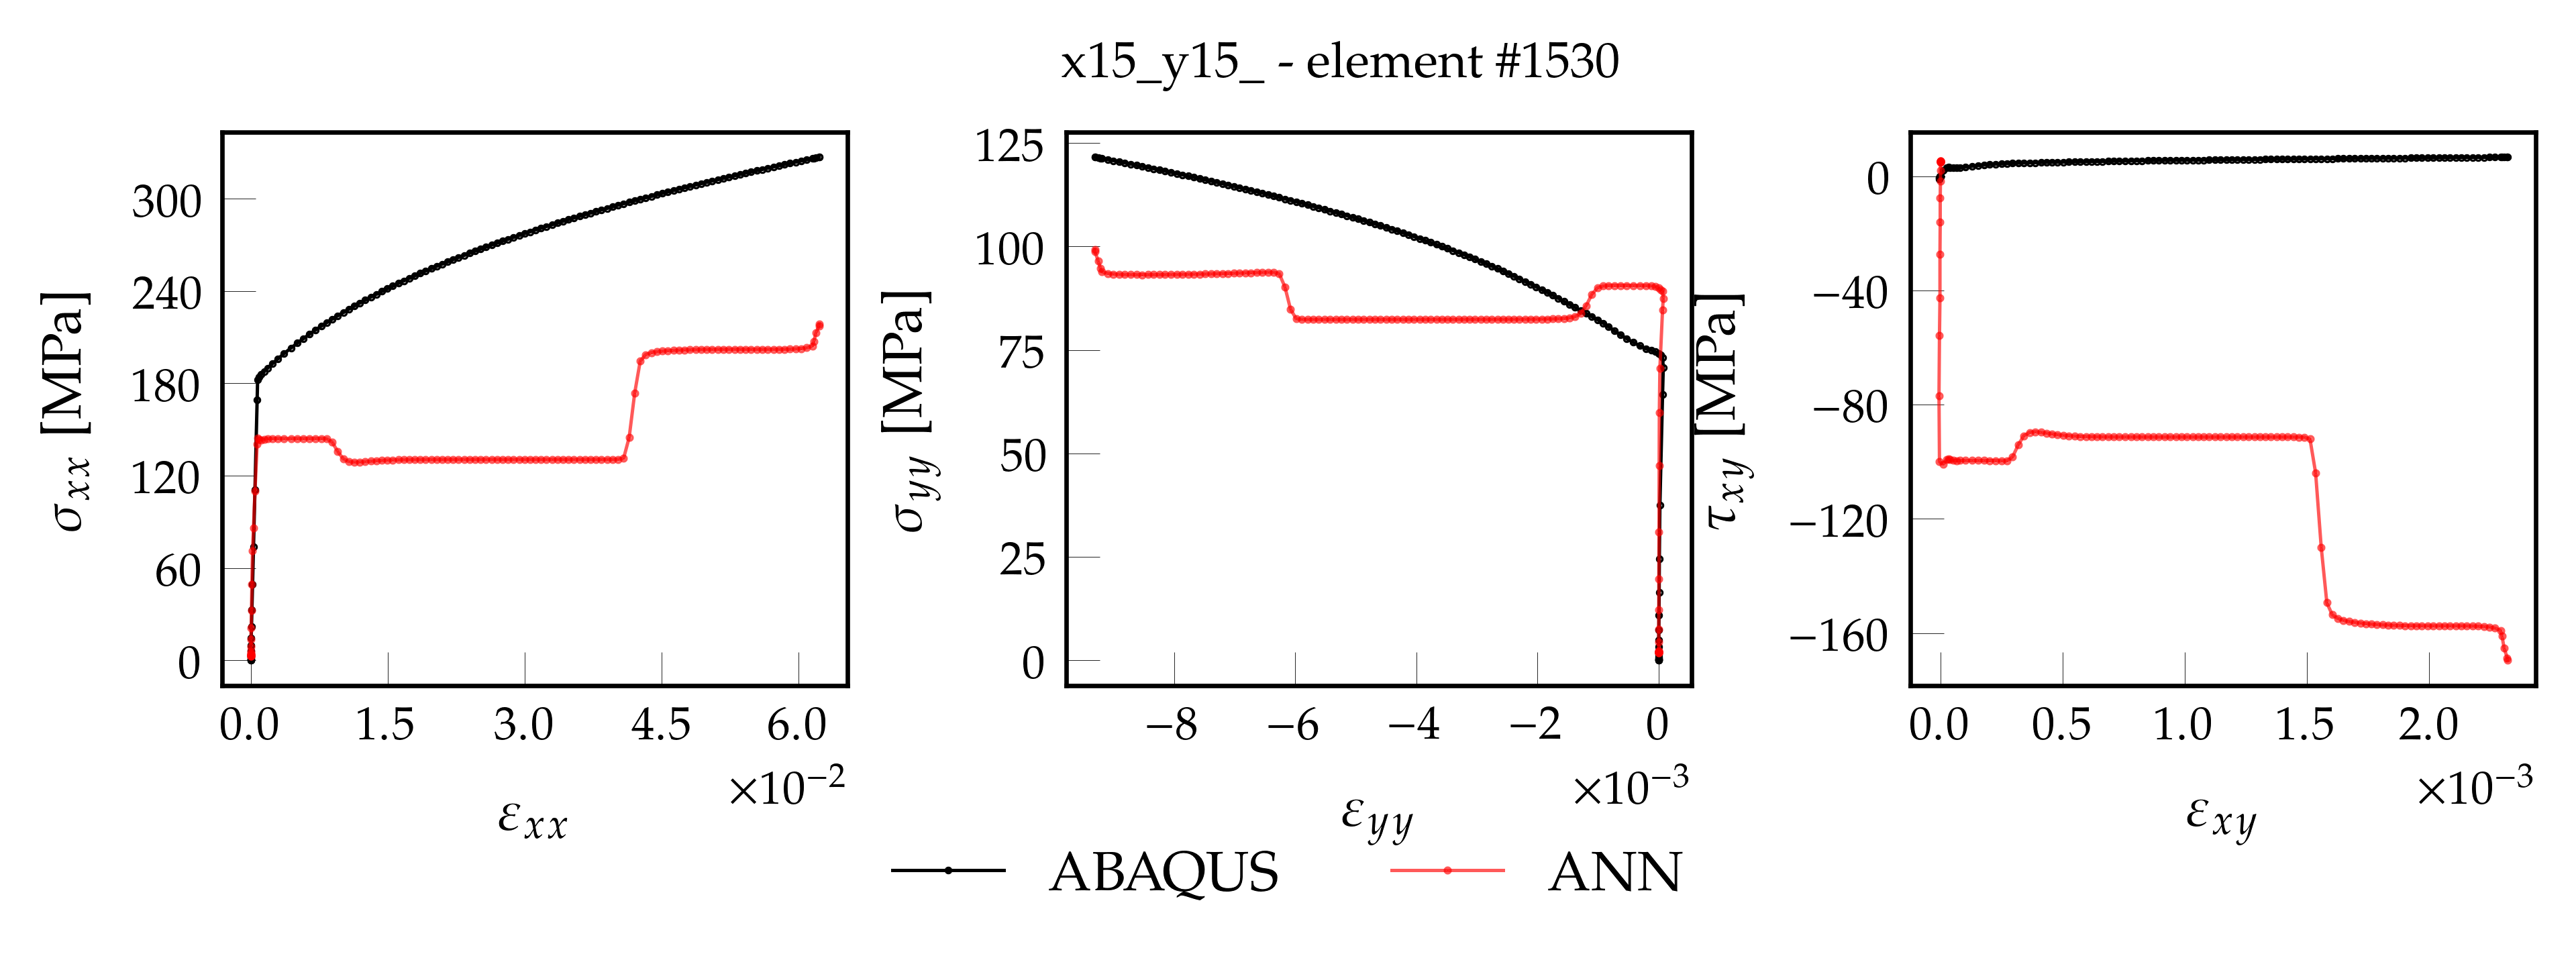 x15_y15_ - element #1530
σxx [MPa]
300
240
180
120
60
0
0.0 1.5 3.0 4.5 6.0
×10−2
εxx
σyy [MPa]
125
100
75
50
25
0
−8 −6 −4 −2 0
×10−3
εyy
τxy [MPa]
0
−40
−80
−120
−160
0.0 0.5 1.0 1.5 2.0
×10−3
εxy
ABAQUS ANN